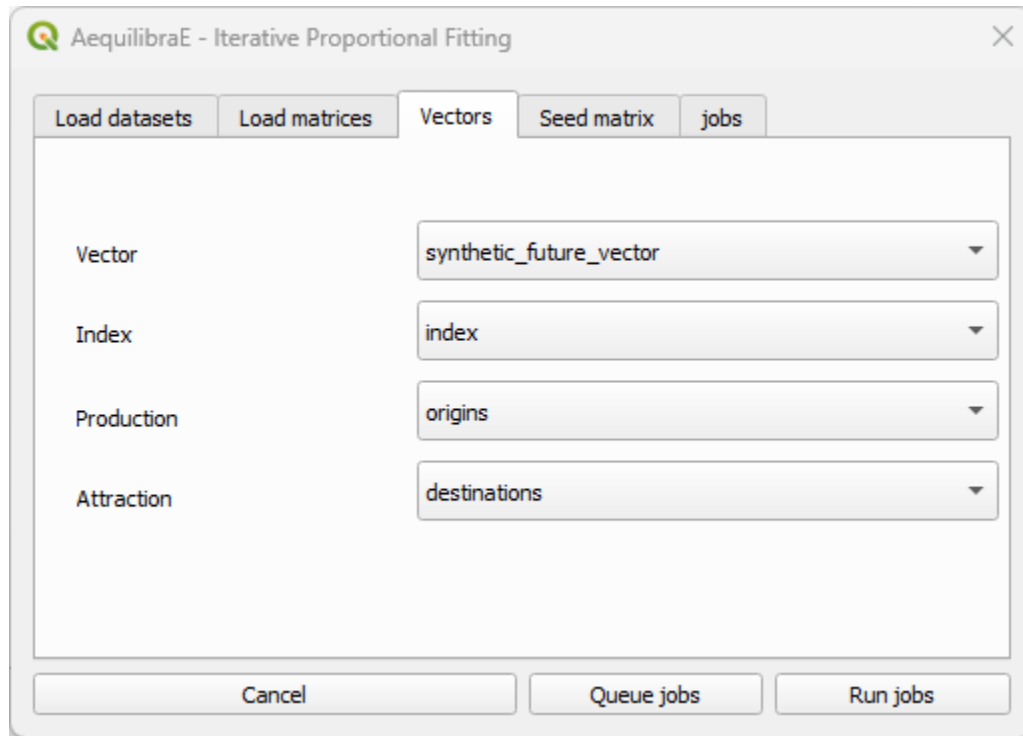 AequilibraE - Iterative Proportional Fitting
Load datasets Load matrices Vectors Seed matrix jobs
Vector synthetic_future_vector
Index index
Production origins
Attraction destinations
Cancel Queue jobs Run jobs